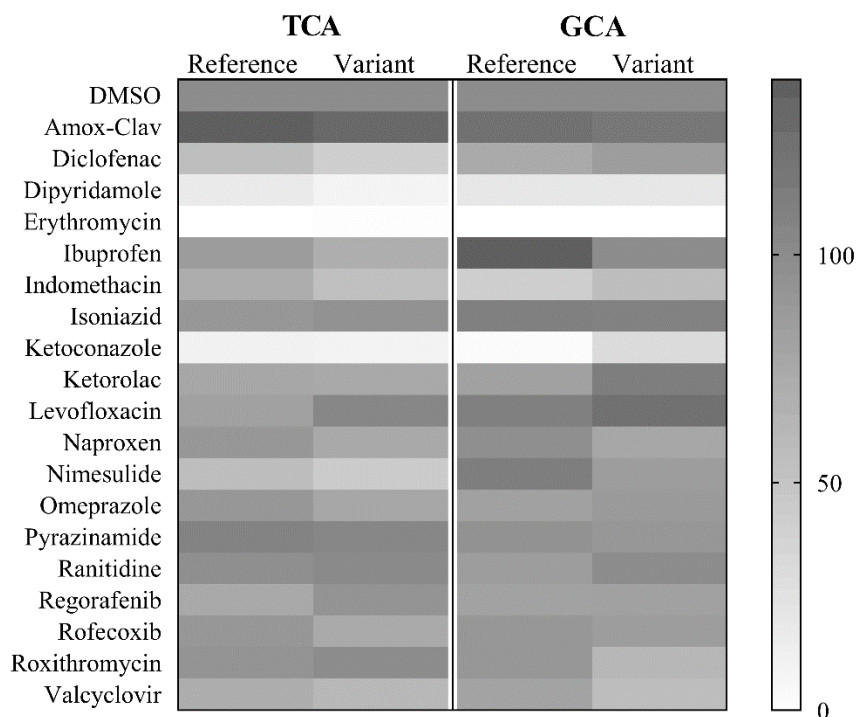 TCA GCA
Reference Variant Reference Variant
DMSO
Amox-Clav
Diclofenac
Dipyridamole
Erythromycin
Ibuprofen
Indomethacin
Isoniazid
Ketoconazole
Ketorolac
Levofloxacin
Naproxen
Nimesulide
Omeprazole
Pyrazinamide
Ranitidine
Regorafenib
Rofecoxib
Roxithromycin
Valcyclovir
100
50
0